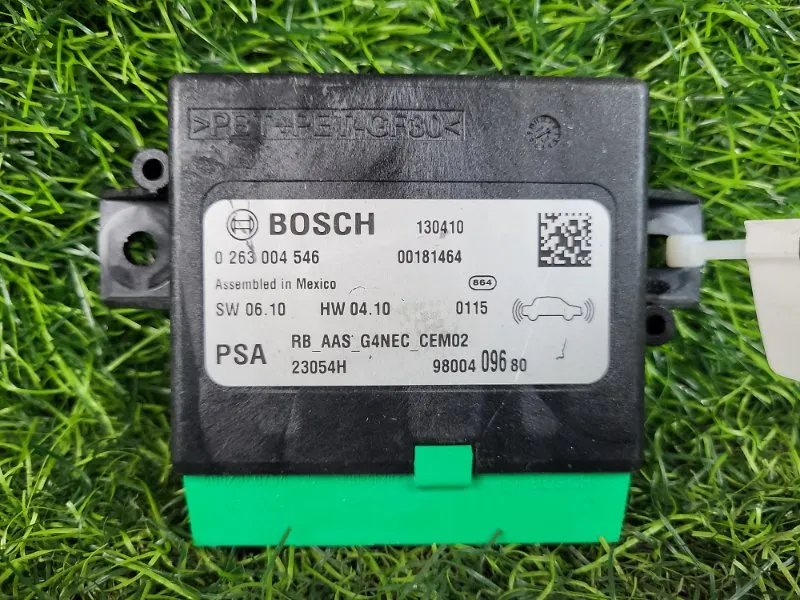 >PET+PET-GF30<
BOSCH 130410
0 263 004 546 00181464
Assembled in Mexico 864
SW 06.10 HW 04.10 0115
PSA RB_AAS_G4NEC_CEM02
23054H 98004 096 80